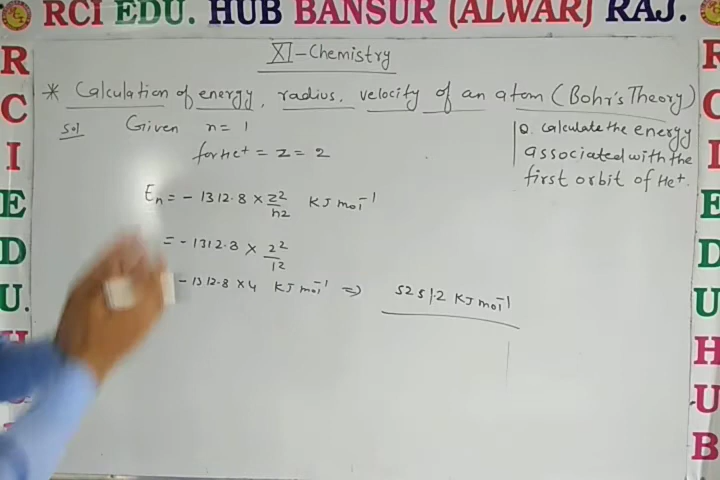 RCI EDU. HUB BANSUR (ALWAR) RAJ.
XI-Chemistry
* Calculation of energy, radius, velocity of an atom (Bohr's Theory)
Sol Given n = 1
for He+ = Z = 2
Q. Calculate the energy
associated with the
first orbit of He+.
En = - 1312.8 × Z2/n2 KJ mol-1
= - 1312.8 × 22/12
- 1312.8 × 4 KJ mol-1 ⇒ 5251.2 KJ mol-1
R
C
I
E
D
U.
H
R
C
I
E
D
U
H
U
B